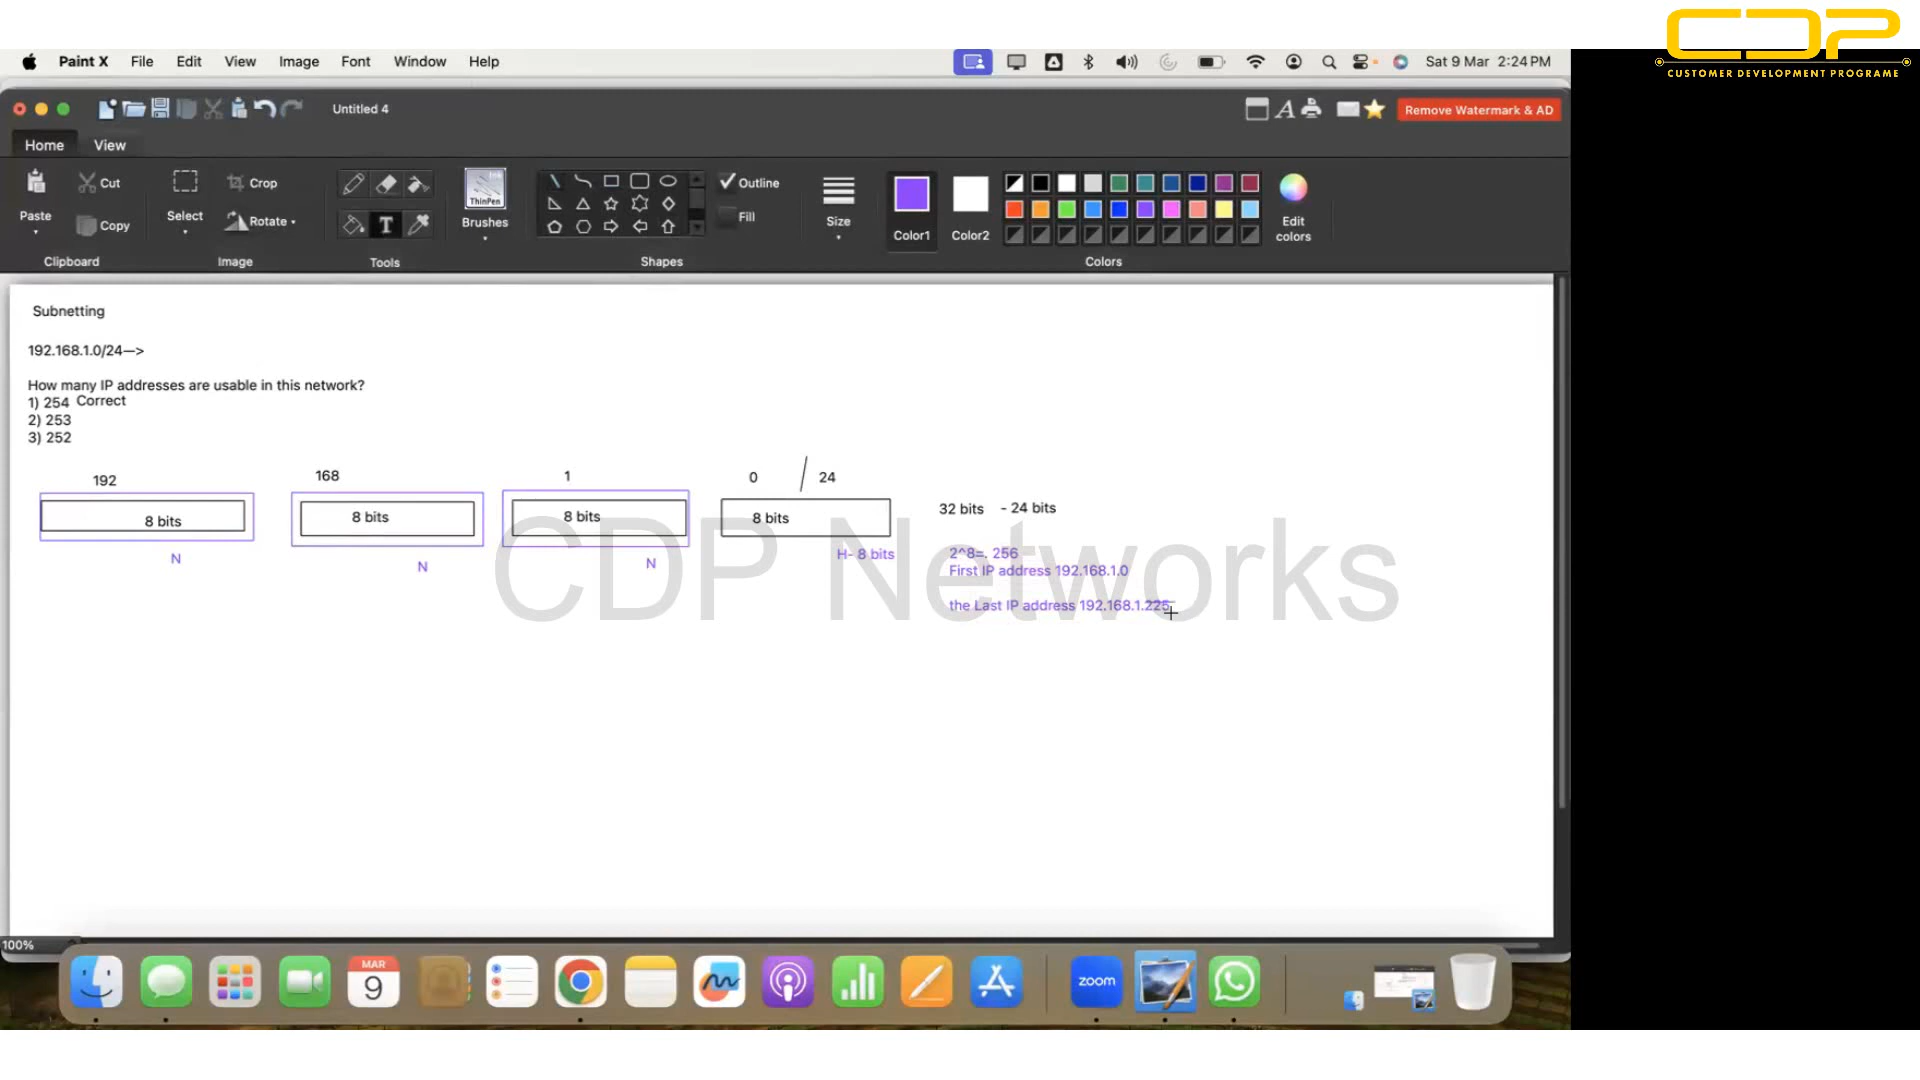 CDP
CUSTOMER DEVELOPMENT PROGRAME
Paint X File Edit View Image Font Window Help Sat 9 Mar 2:24 PM
Untitled 4 Remove Watermark & AD
Home View
Paste Cut Copy Select Crop Rotate
ThinPen
Brushes
Outline
Fill
Size
Color1
Color2
Edit colors
Clipboard Image Tools Shapes Colors
Subnetting
192.168.1.0/24—>
How many IP addresses are usable in this network?
1) 254 Correct
2) 253
3) 252
192 168 1 0 / 24
8 bits 8 bits 8 bits 8 bits
32 bits - 24 bits
N N N H- 8 bits
2^8=. 256
First IP address 192.168.1.0
the Last IP address 192.168.1.225
CDP Networks
100%
MAR
9
zoom